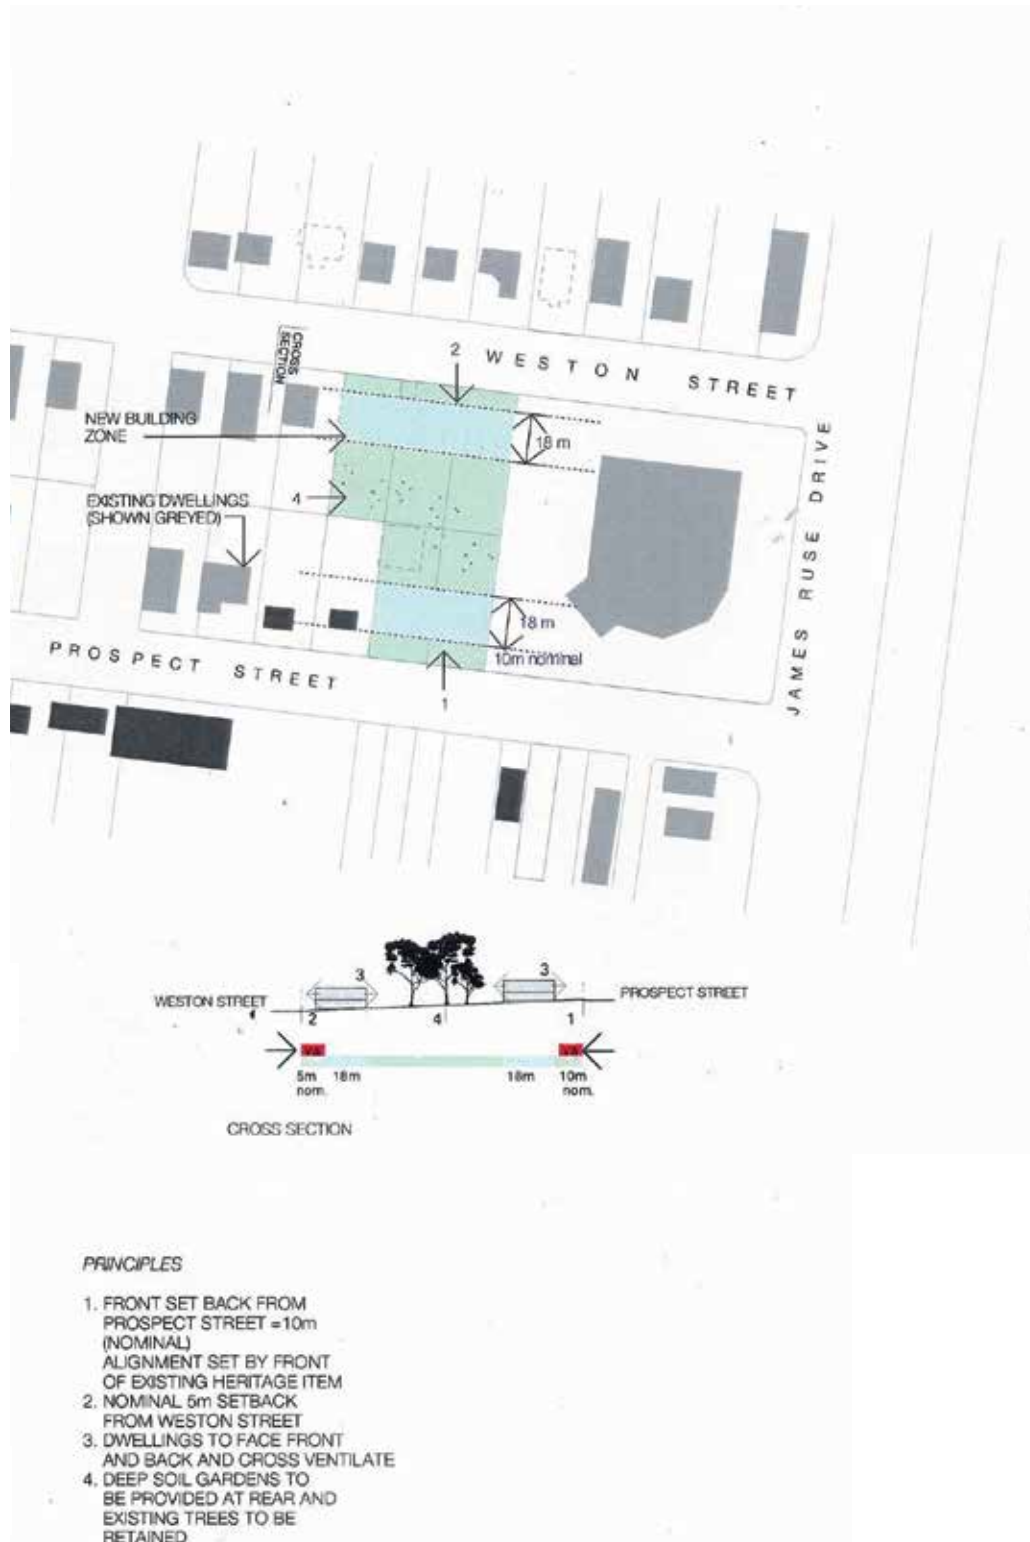 2
WESTON STREET
CROSS
SECTION
NEW BUILDING
ZONE
18 m
JAMES RUSE DRIVE
4
EXISTING DWELLINGS
(SHOWN GREYED)
18 m
10m nominal
PROSPECT STREET
1
3
3
WESTON STREET
PROSPECT STREET
2
4
1
5m
nom.
18m
18m
10m
nom.
CROSS SECTION
PRINCIPLES
1. FRONT SET BACK FROM
PROSPECT STREET =10m
(NOMINAL)
ALIGNMENT SET BY FRONT
OF EXISTING HERITAGE ITEM
2. NOMINAL 5m SETBACK
FROM WESTON STREET
3. DWELLINGS TO FACE FRONT
AND BACK AND CROSS VENTILATE
4. DEEP SOIL GARDENS TO
BE PROVIDED AT REAR AND
EXISTING TREES TO BE
RETAINED